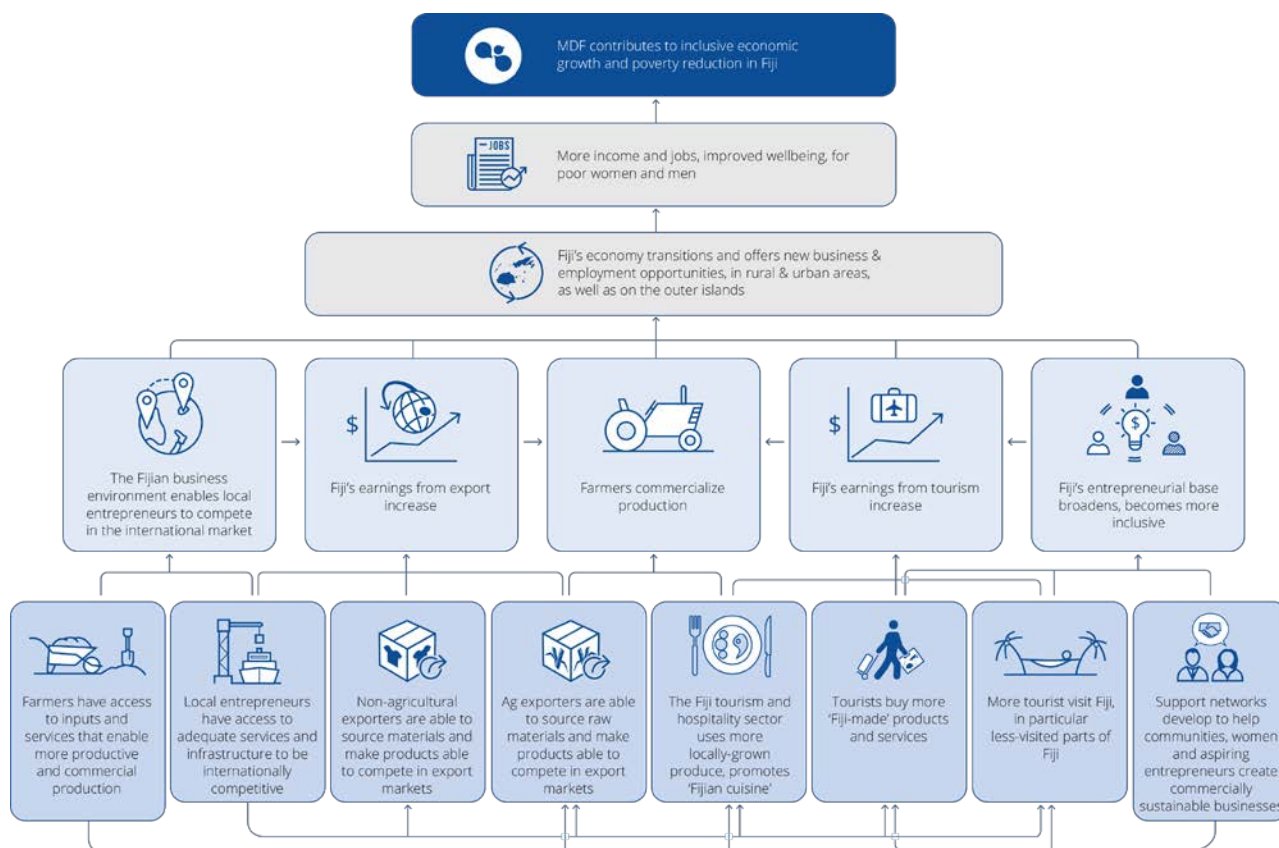 MDF contributes to inclusive economic
growth and poverty reduction in Fiji
JOBS
More income and jobs, improved wellbeing, for
poor women and men
Fiji's economy transitions and offers new business &
employment opportunities, in rural & urban areas,
as well as on the outer islands
The Fijian business
environment enables local
entrepreneurs to compete
in the international market
$
Fiji's earnings from export
increase
Farmers commercialize
production
$
Fiji's earnings from tourism
increase
$
Fiji's entrepreneurial base
broadens, becomes more
inclusive
Farmers have access
to inputs and
services that enable
more productive
and commercial
production
Local entrepreneurs
have access to
adequate services and
infrastructure to be
internationally
competitive
Non-agricultural
exporters are able to
source materials and
make products able
to compete in export
markets
Ag exporters are able
to source raw
materials and make
products able to
compete in export
markets
The Fiji tourism and
hospitality sector
uses more
locally-grown
produce, promotes
'Fijian cuisine'
Tourists buy more
'Fiji-made' products
and services
More tourist visit Fiji,
in particular
less-visited parts of
Fiji
Support networks
develop to help
communities, women
and aspiring
entrepreneurs create
commercially
sustainable businesses